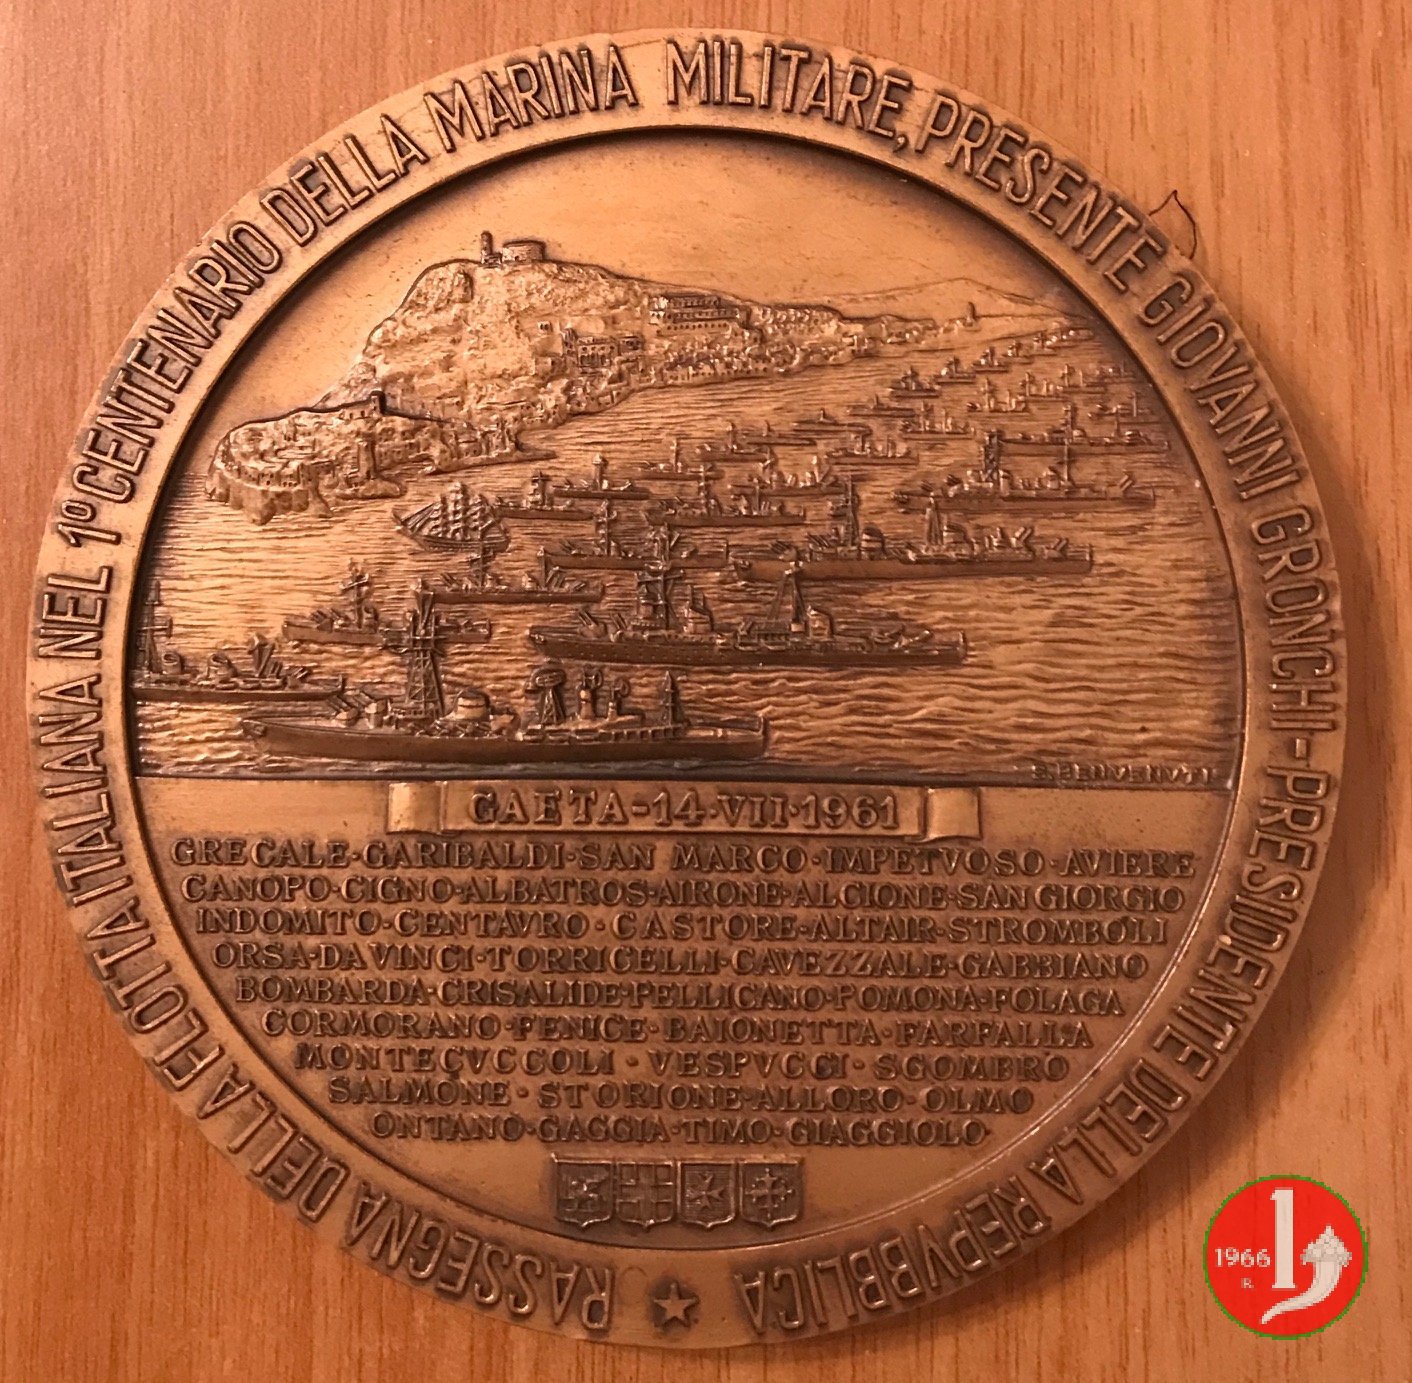 RASSEGNA DELLA FLOTTA ITALIANA NEL 1º CENTENARIO DELLA MARINA MILITARE, PRESENTE GIOVANNI GRONCHI - PRESIDENTE DELLA REPVBBLICA
E. BENVENVTI
GAETA - 14 · VII · 1961
GRECALE · GARIBALDI · SAN MARCO · IMPETVOSO · AVIERE
CANOPO · CIGNO · ALBATROS · AIRONE · ALCIONE · SAN GIORGIO
INDOMITO · CENTAVRO · CASTORE · ALTAIR · STROMBOLI
ORSA · DA VINCI · TORRICELLI · CAVEZZALE · GABBIANO
BOMBARDA · CRISALIDE · PELLICANO · POMONA · FOLAGA
CORMORANO · FENICE · BAIONETTA · FARFALLA
MONTECVCCOLI · VESPVCCI · SGOMBRO
SALMONE · STORIONE · ALLORO · OLMO
ONTANO · GAGGIA · TIMO · GIAGGIOLO
1966
R.